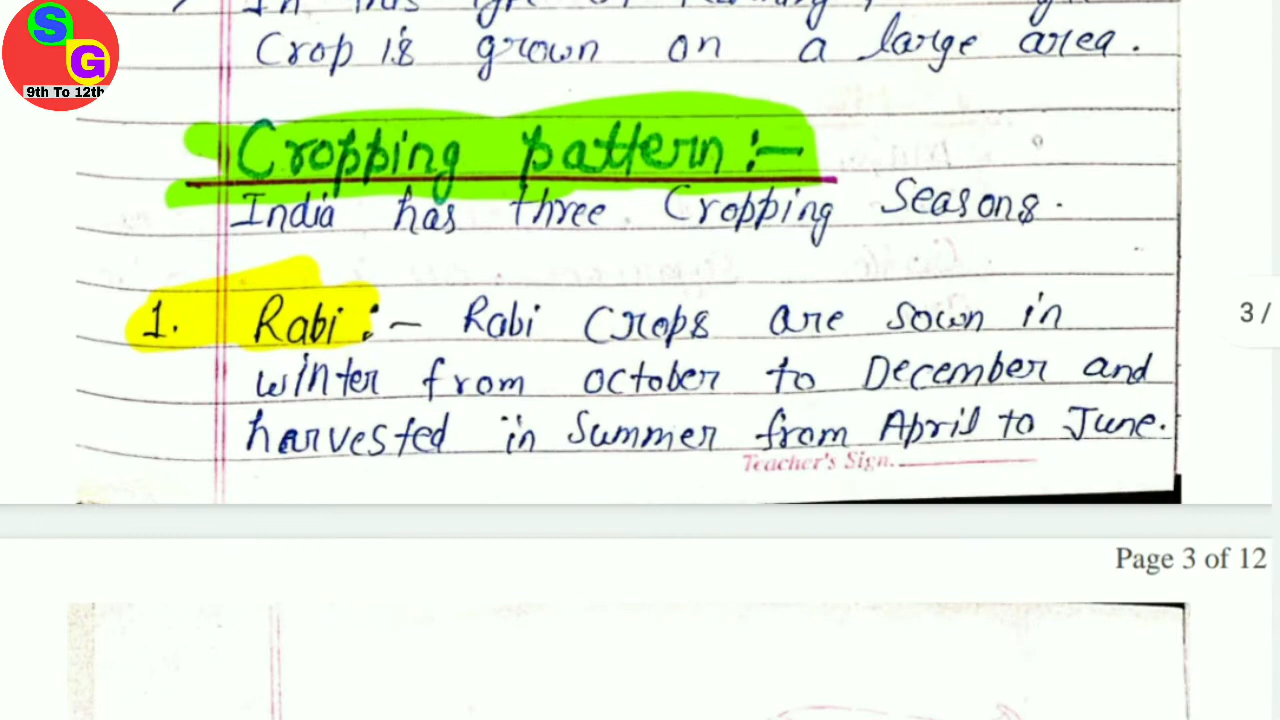 SG
9th To 12th
Crop is grown on a large area.
Cropping pattern :-
India has three Cropping Seasons.
1. Rabi :- Rabi Crops are sown in
winter from october to December and
harvested in Summer from April to June.
Teacher's Sign.
3 /
Page 3 of 12